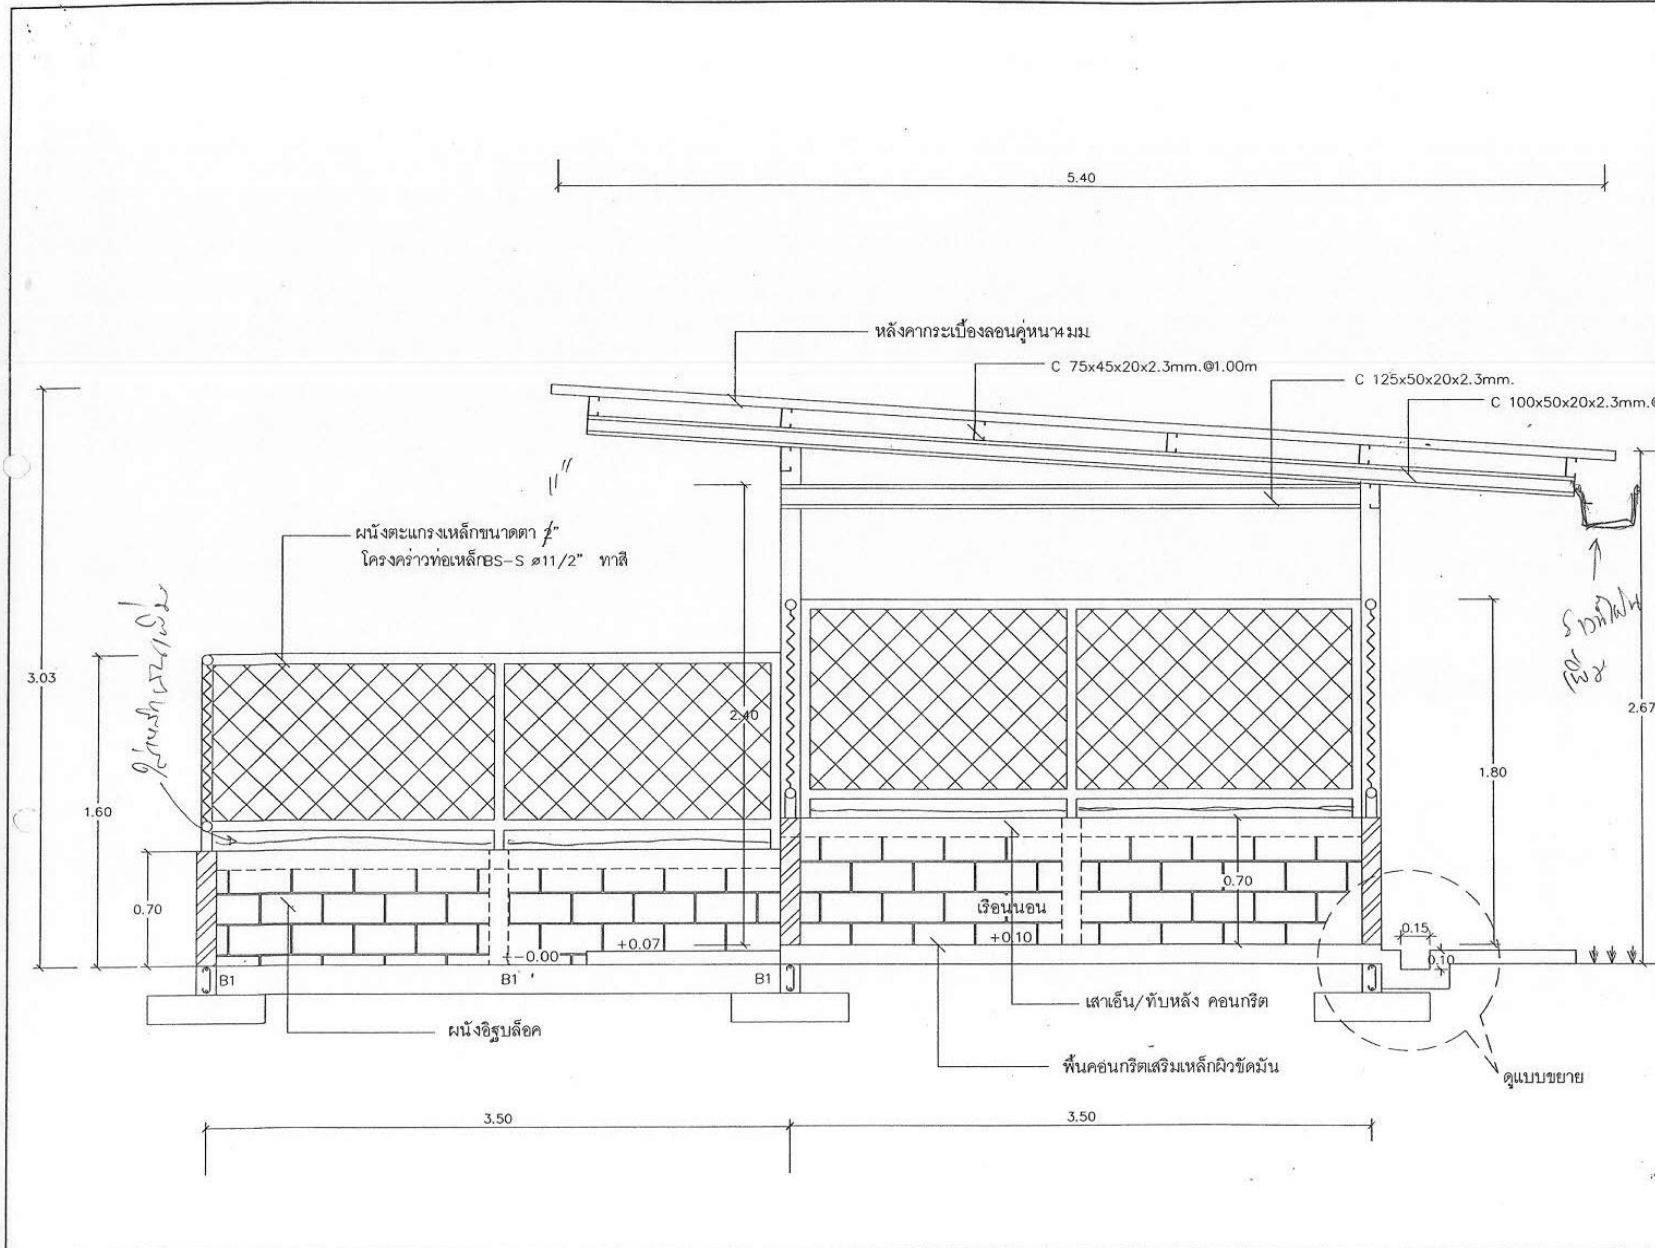 5.40
หลังคากระเบื้องลอนคู่หนา4มม.
C 75x45x20x2.3mm.@1.00m
C 125x50x20x2.3mm.
C 100x50x20x2.3mm.@
1"
ผนังตะแกรงเหล็กขนาดตา 2"
โครงคร่าวท่อเหล็กBS-S ø11/2" ทาสี
3.03
1.60
0.70
2.40
1.80
2.67
0.70
เรือนนอน
+0.10
+0.07
+-0.00
0.15
0.10
B1
B1
B1
เสาเอ็น/ทับหลัง คอนกรีต
ผนังอิฐบล็อค
พื้นคอนกรีตเสริมเหล็กผิวขัดมัน
ดูแบบขยาย
3.50
3.50